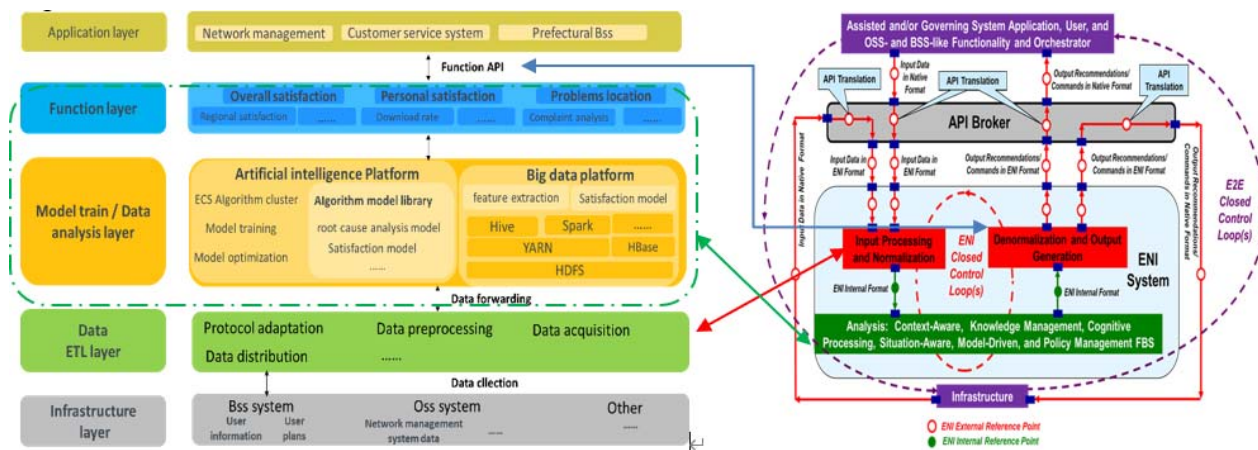 Application layer
Network management
Customer service system
Prefectural Bss
Function API
Function layer
Overall satisfaction
Personal satisfaction
Problems location
Regional satisfaction
......
Download rate
......
Complaint analysis
......
Model train / Data
analysis layer
Artificial intelligence Platform
ECS Algorithm cluster
Model training
Model optimization
Algorithm model library
root cause analysis model
Satisfaction model
......
Big data platform
feature extraction
Satisfaction model
Hive
Spark
......
YARN
HBase
HDFS
Data forwarding
Data
ETL layer
Protocol adaptation
Data preprocessing
Data acquisition
Data distribution
......
Data cllection
Infrastructure
layer
Bss system
User
information
User
plans
Oss system
Network management
system data
......
Other
......
Assisted and/or Governing System Application, User, and
OSS- and BSS-like Functionality and Orchestrator
API Translation
Input Data
in Native
Format
API Translation
Output Recommendations/
Commands in Native Format
API
Translation
API Broker
Input Data in Native Format
Input Data in
ENI Format
Input Data in
ENI Format
Output Recommendations/
Commands in ENI Format
Output Recommendations/
Commands in ENI Format
Output Recommendations/
Commands in Native Format
E2E
Closed
Control
Loop(s)
Input Processing
and Normalization
ENI
Closed
Control
Loop(s)
Denormalization and Output
Generation
ENI
System
ENI Internal Format
ENI Internal Format
Analysis: Context-Aware, Knowledge Management, Cognitive
Processing, Situation-Aware, Model-Driven, and Policy Management FBS
Infrastructure
ENI External Reference Point
ENI Internal Reference Point